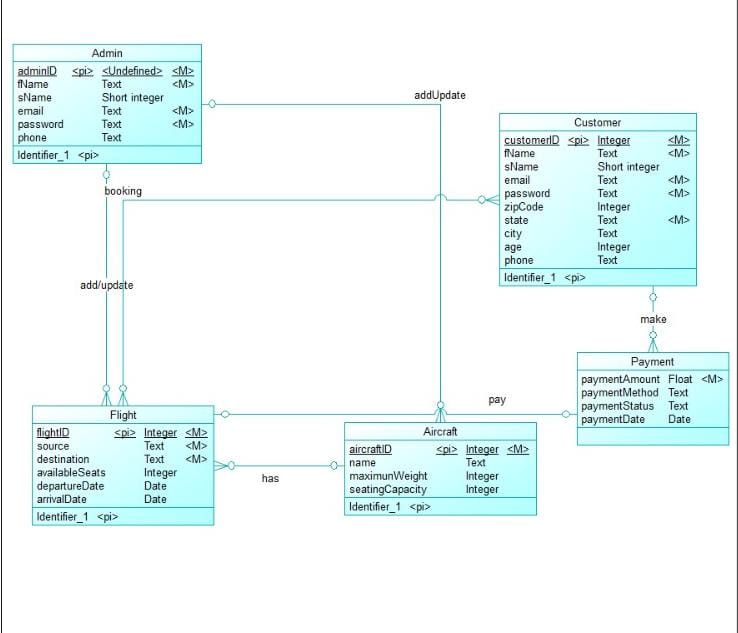 Admin
adminID <pi> <Undefined> <M>
fName Text <M>
sName Short integer
email Text <M>
password Text <M>
phone Text
Identifier_1 <pi>
addUpdate
Customer
customerID <pi> Integer <M>
fName Text <M>
sName Short integer
email Text <M>
password Text <M>
zipCode Integer
state Text <M>
city Text
age Integer
phone Text
Identifier_1 <pi>
booking
add/update
make
Payment
paymentAmount Float <M>
paymentMethod Text
paymentStatus Text
paymentDate Date
pay
Flight
flightID <pi> Integer <M>
source Text <M>
destination Text <M>
availableSeats Integer
departureDate Date
arrivalDate Date
Identifier_1 <pi>
has
Aircraft
aircraftID <pi> Integer <M>
name Text
maximunWeight Integer
seatingCapacity Integer
Identifier_1 <pi>